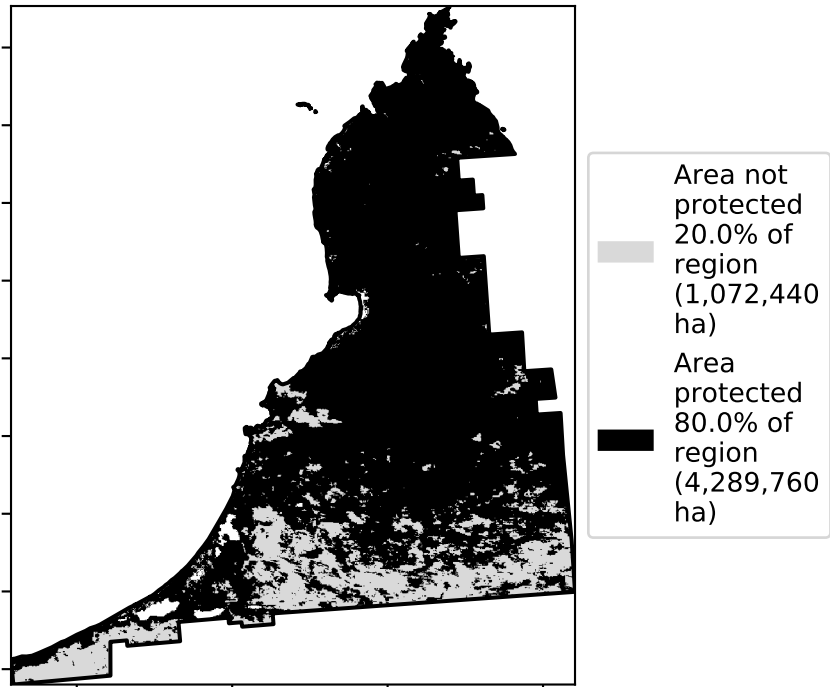 Area not
protected
20.0% of
region
(1,072,440
ha)
Area
protected
80.0% of
region
(4,289,760
ha)